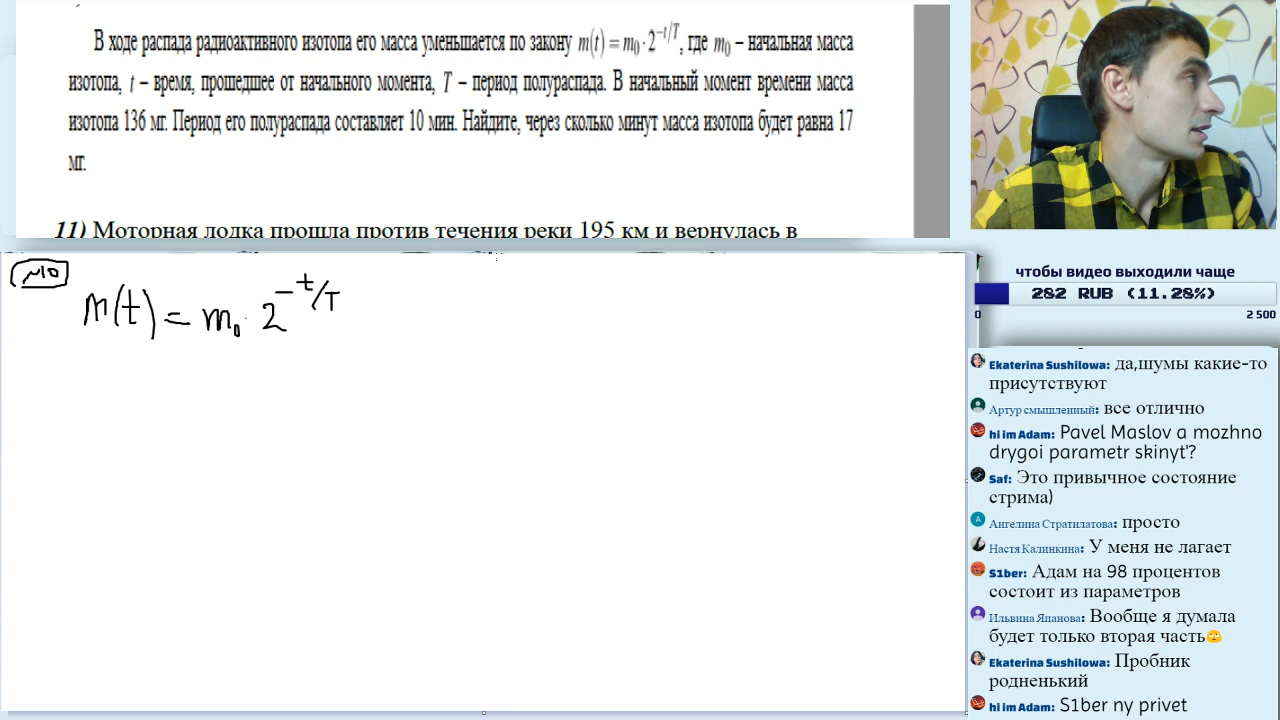 В ходе распада радиоактивного изотопа его масса уменьшается по закону m(t) = m₀ · 2^(-t/T), где m₀ – начальная масса
изотопа, t – время, прошедшее от начального момента, T – период полураспада. В начальный момент времени масса
изотопа 136 мг. Период его полураспада составляет 10 мин. Найдите, через сколько минут масса изотопа будет равна 17
мг.
11) Моторная лодка прошла против течения реки 195 км и вернулась в
№10
m(t) = m₀ · 2^(-t/T)
чтобы видео выходили чаще
282 RUB (11.28%)
0 2 500
Ekaterina Sushilowa: да,шумы какие-то
присутствуют
Артур смышленный: все отлично
hi im Adam: Pavel Maslov a mozhno
drygoi parametr skinyt'?
Saf: Это привычное состояние
стрима)
А Ангелина Стратилатова: просто
Настя Калинкина: У меня не лагает
S1ber: Адам на 98 процентов
состоит из параметров
Ильвина Япанова: Вообще я думала
будет только вторая часть🙄
Ekaterina Sushilowa: Пробник
родненький
hi im Adam: S1ber ny privet